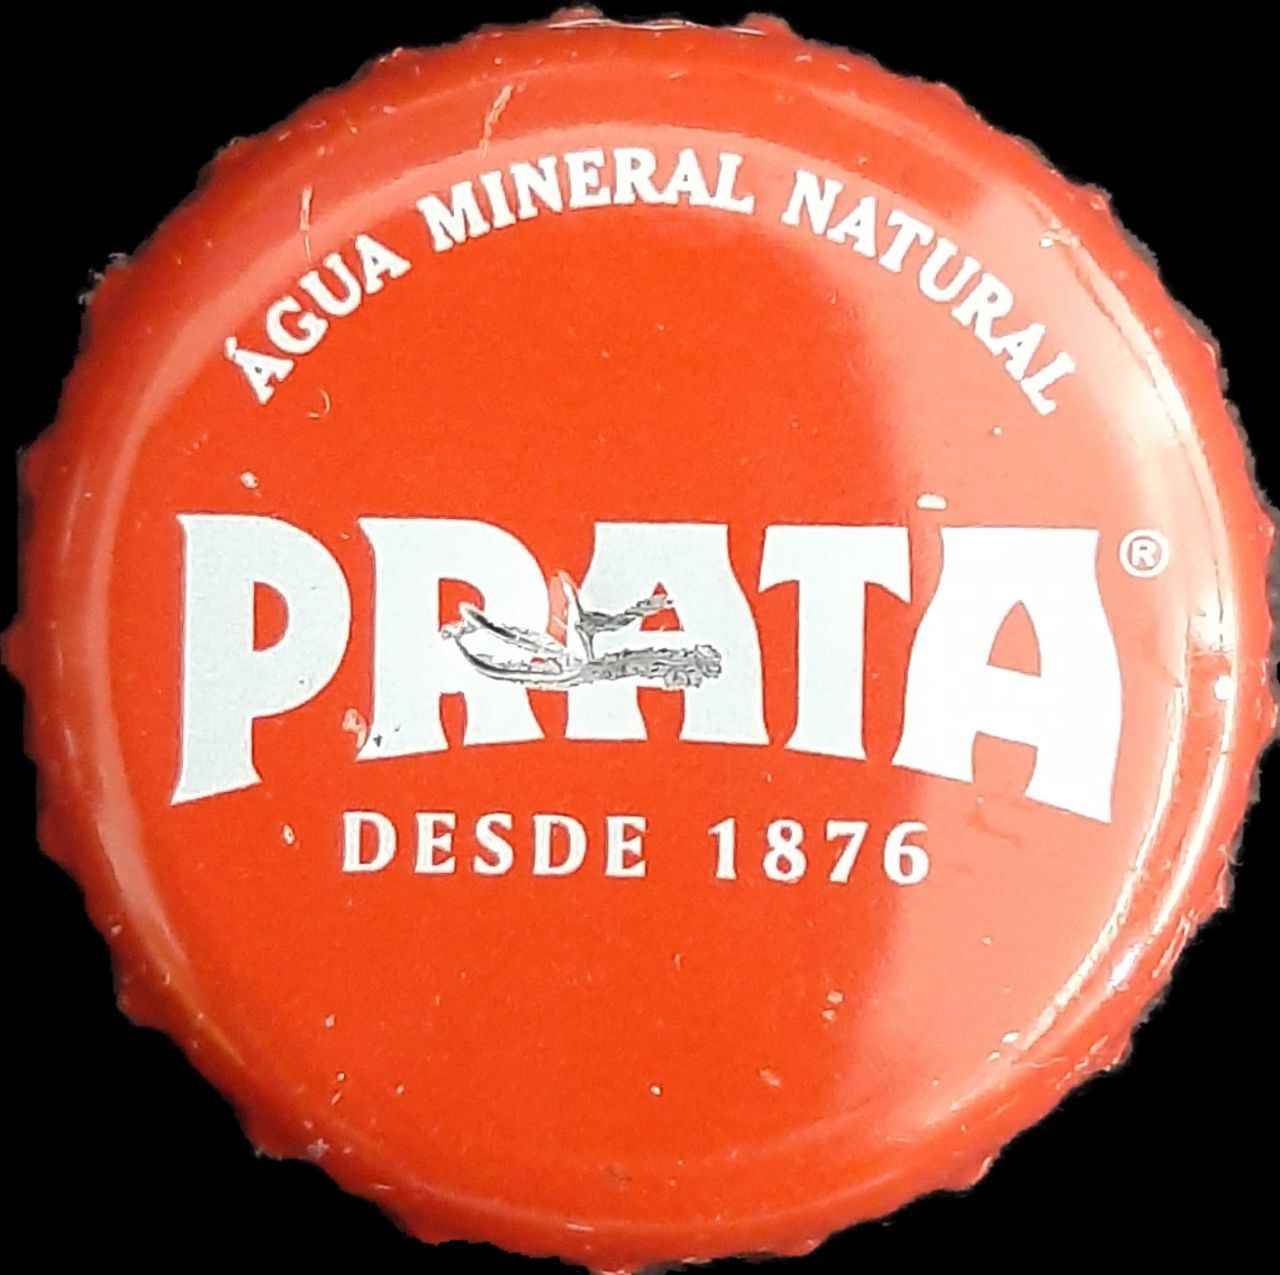 ÁGUA MINERAL NATURAL
PRATA®
DESDE 1876